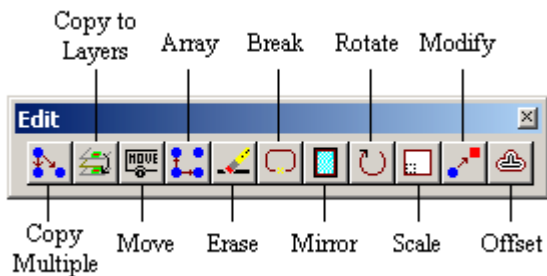 Copy to
Layers Array Break Rotate Modify
Edit
MOVE
Copy
Multiple Move Erase Mirror Scale Offset